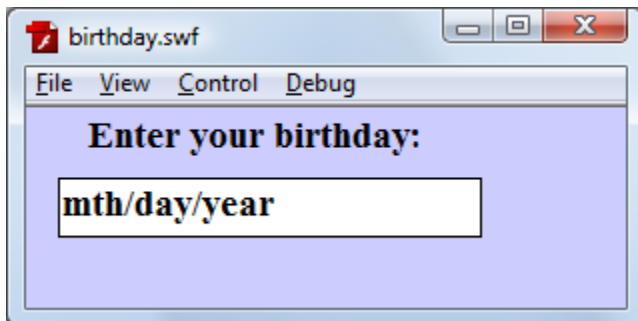 birthday.swf
File View Control Debug
Enter your birthday:
mth/day/year